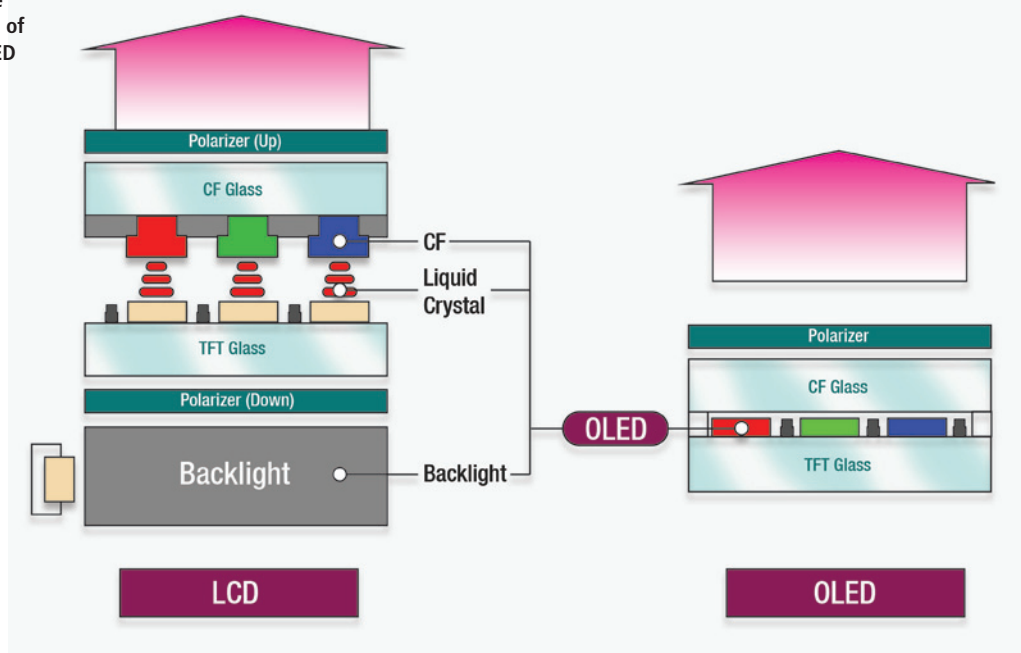 of
Polarizer (Up)
CF Glass
CF
Liquid
Crystal
TFT Glass
Polarizer (Down)
Backlight
Backlight
LCD
OLED
Polarizer
CF Glass
TFT Glass
OLED